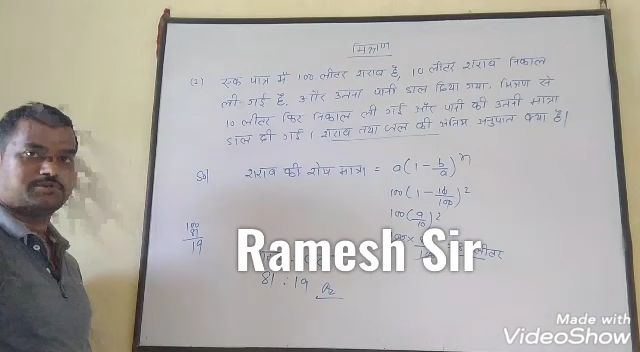 मिश्रण
(2) एक पात्र में 100 लीटर शराब है, 10 लीटर शराब निकाल
ली गई है. और उतना पानी डाल दिया गया. मिश्रण से
10 लीटर फिर निकाल ली गई और पानी की उतनी मात्रा
डाल दी गई। शराब तथा जल की अन्तिम अनुपात क्या है।
Sol शराब की शेष मात्रा = a(1 - b/a)^n
100(1 - 10/100)^2
100(9/10)^2
लीटर
100
81
19
Ramesh Sir
81 : 19
Made with
VideoShow